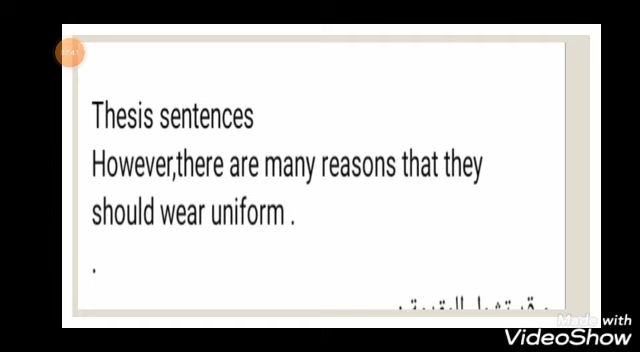 Thesis sentences
However,there are many reasons that they
should wear uniform .
.
Made with
VideoShow